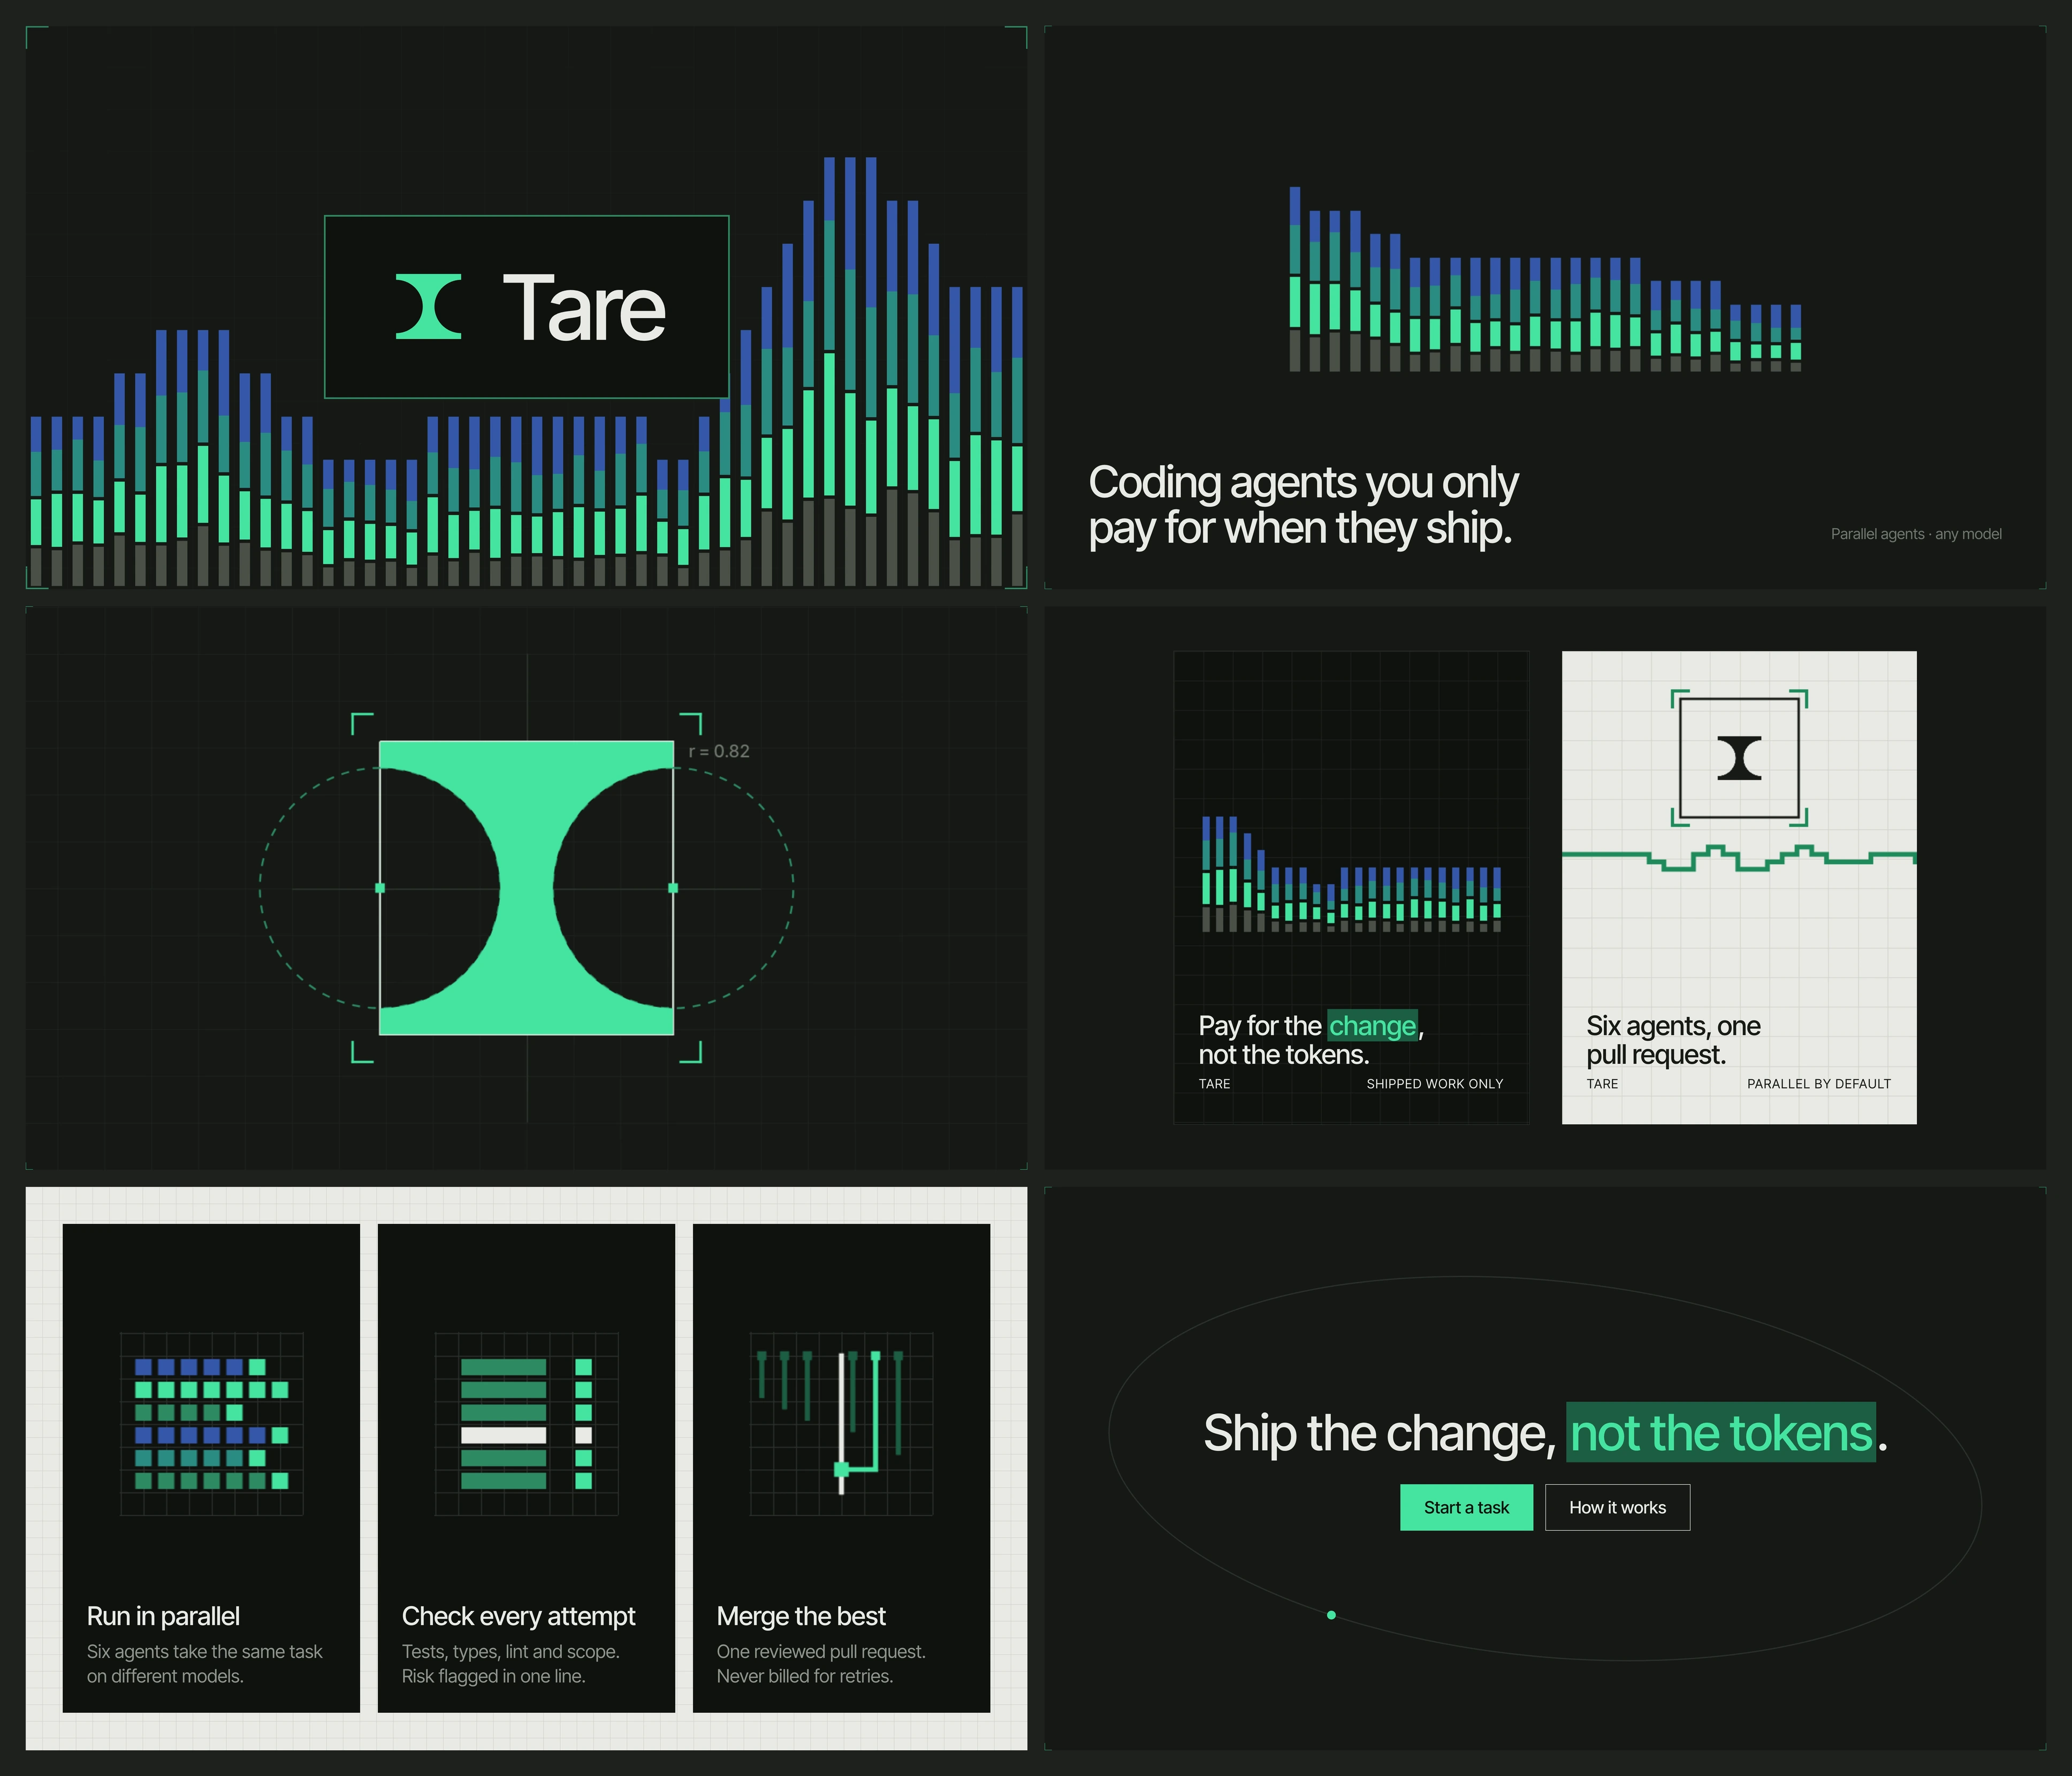 Tare
Coding agents you only
pay for when they ship.
Parallel agents · any model
r = 0.82
Pay for the change,
not the tokens.
TARE
SHIPPED WORK ONLY
Six agents, one
pull request.
TARE
PARALLEL BY DEFAULT
Run in parallel
Six agents take the same task
on different models.
Check every attempt
Tests, types, lint and scope.
Risk flagged in one line.
Merge the best
One reviewed pull request.
Never billed for retries.
Ship the change, not the tokens.
Start a task
How it works